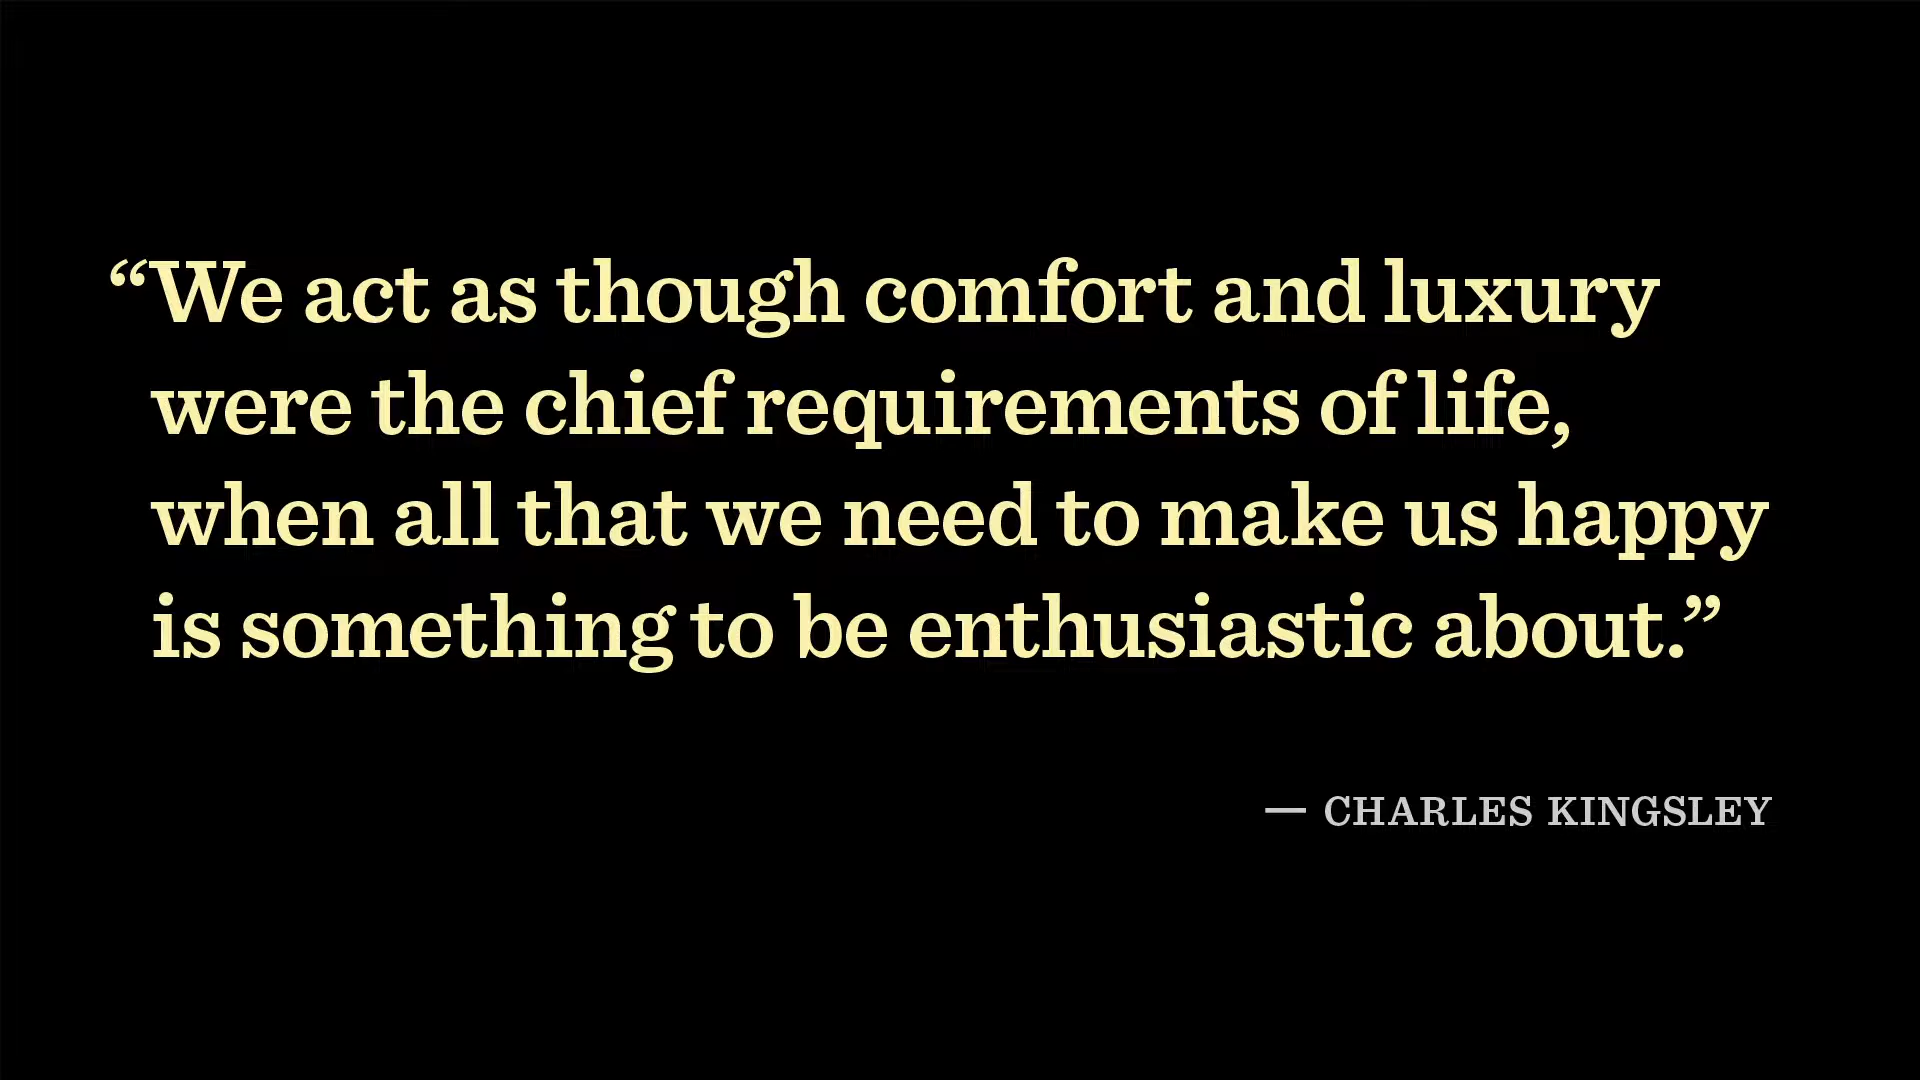 “We act as though comfort and luxury
were the chief requirements of life,
when all that we need to make us happy
is something to be enthusiastic about.”
— CHARLES KINGSLEY